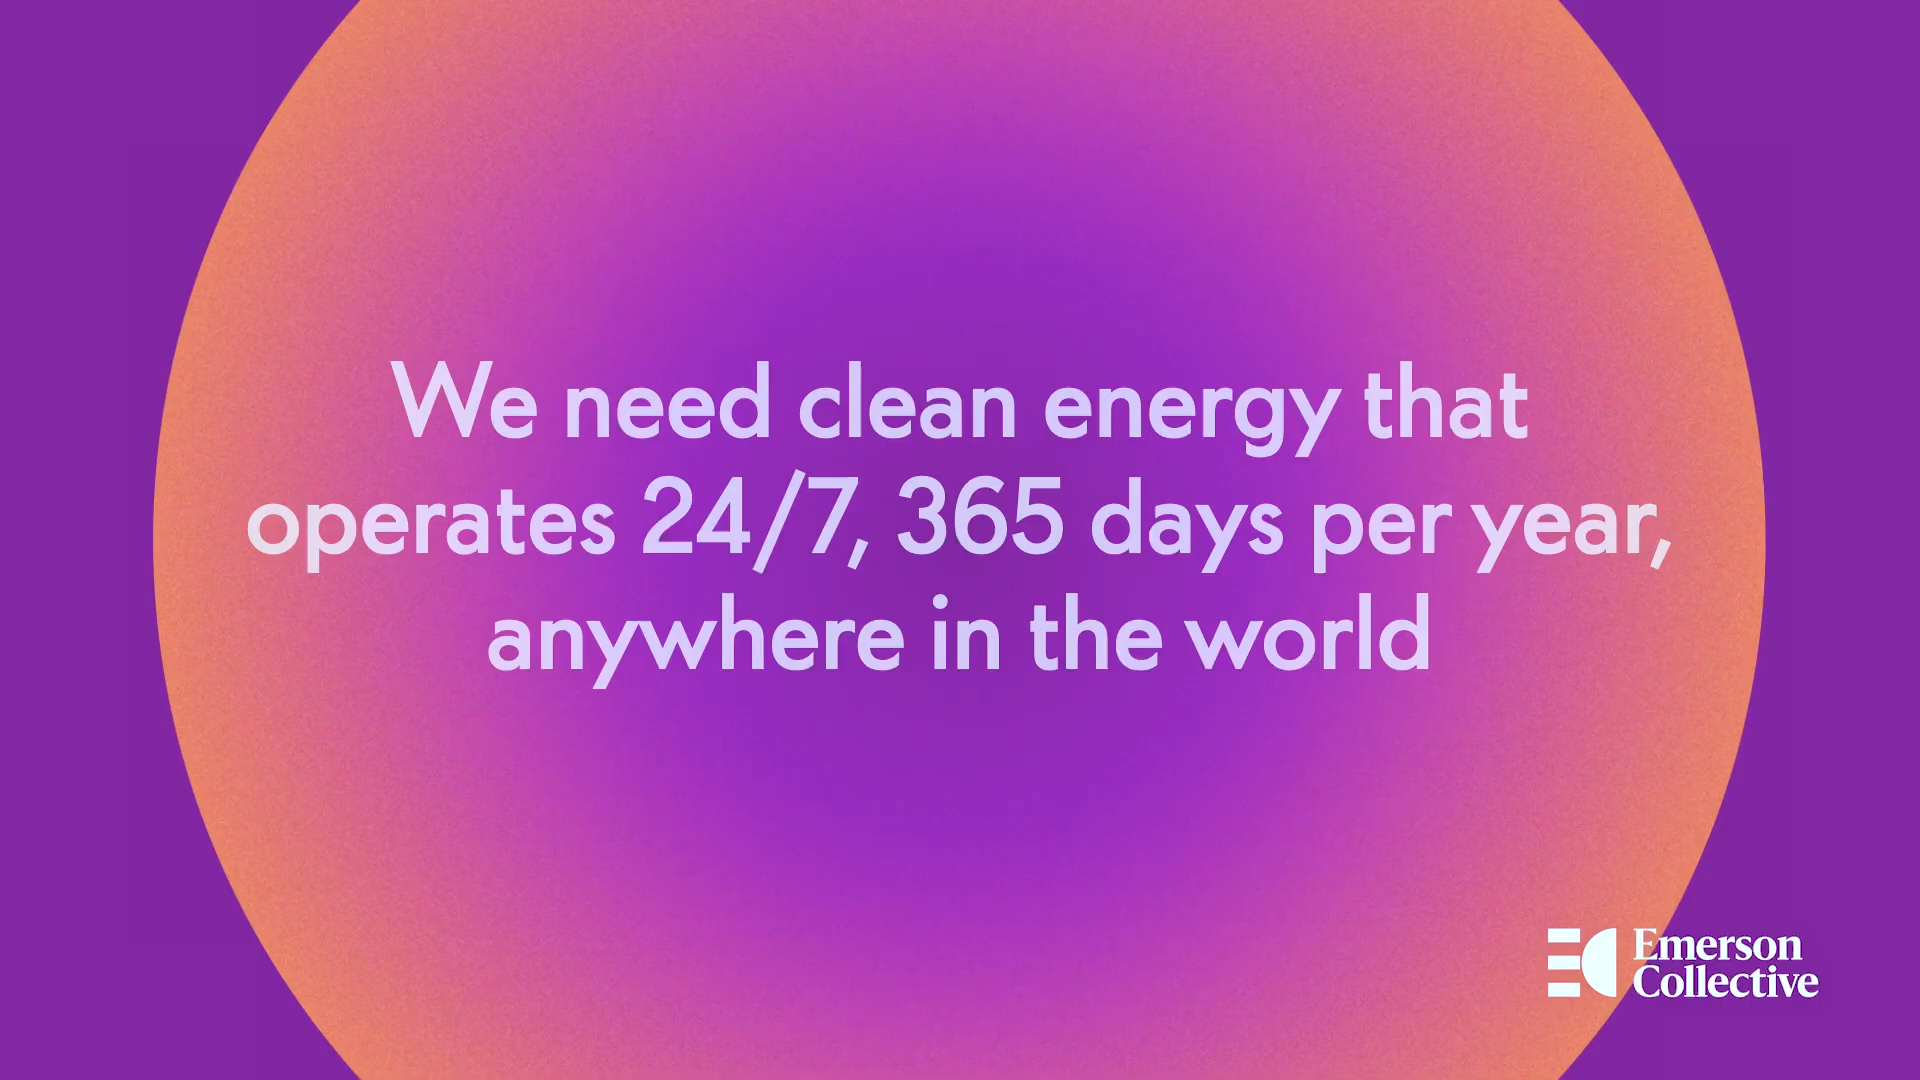 We need clean energy that
operates 24/7, 365 days per year,
anywhere in the world
Emerson
Collective